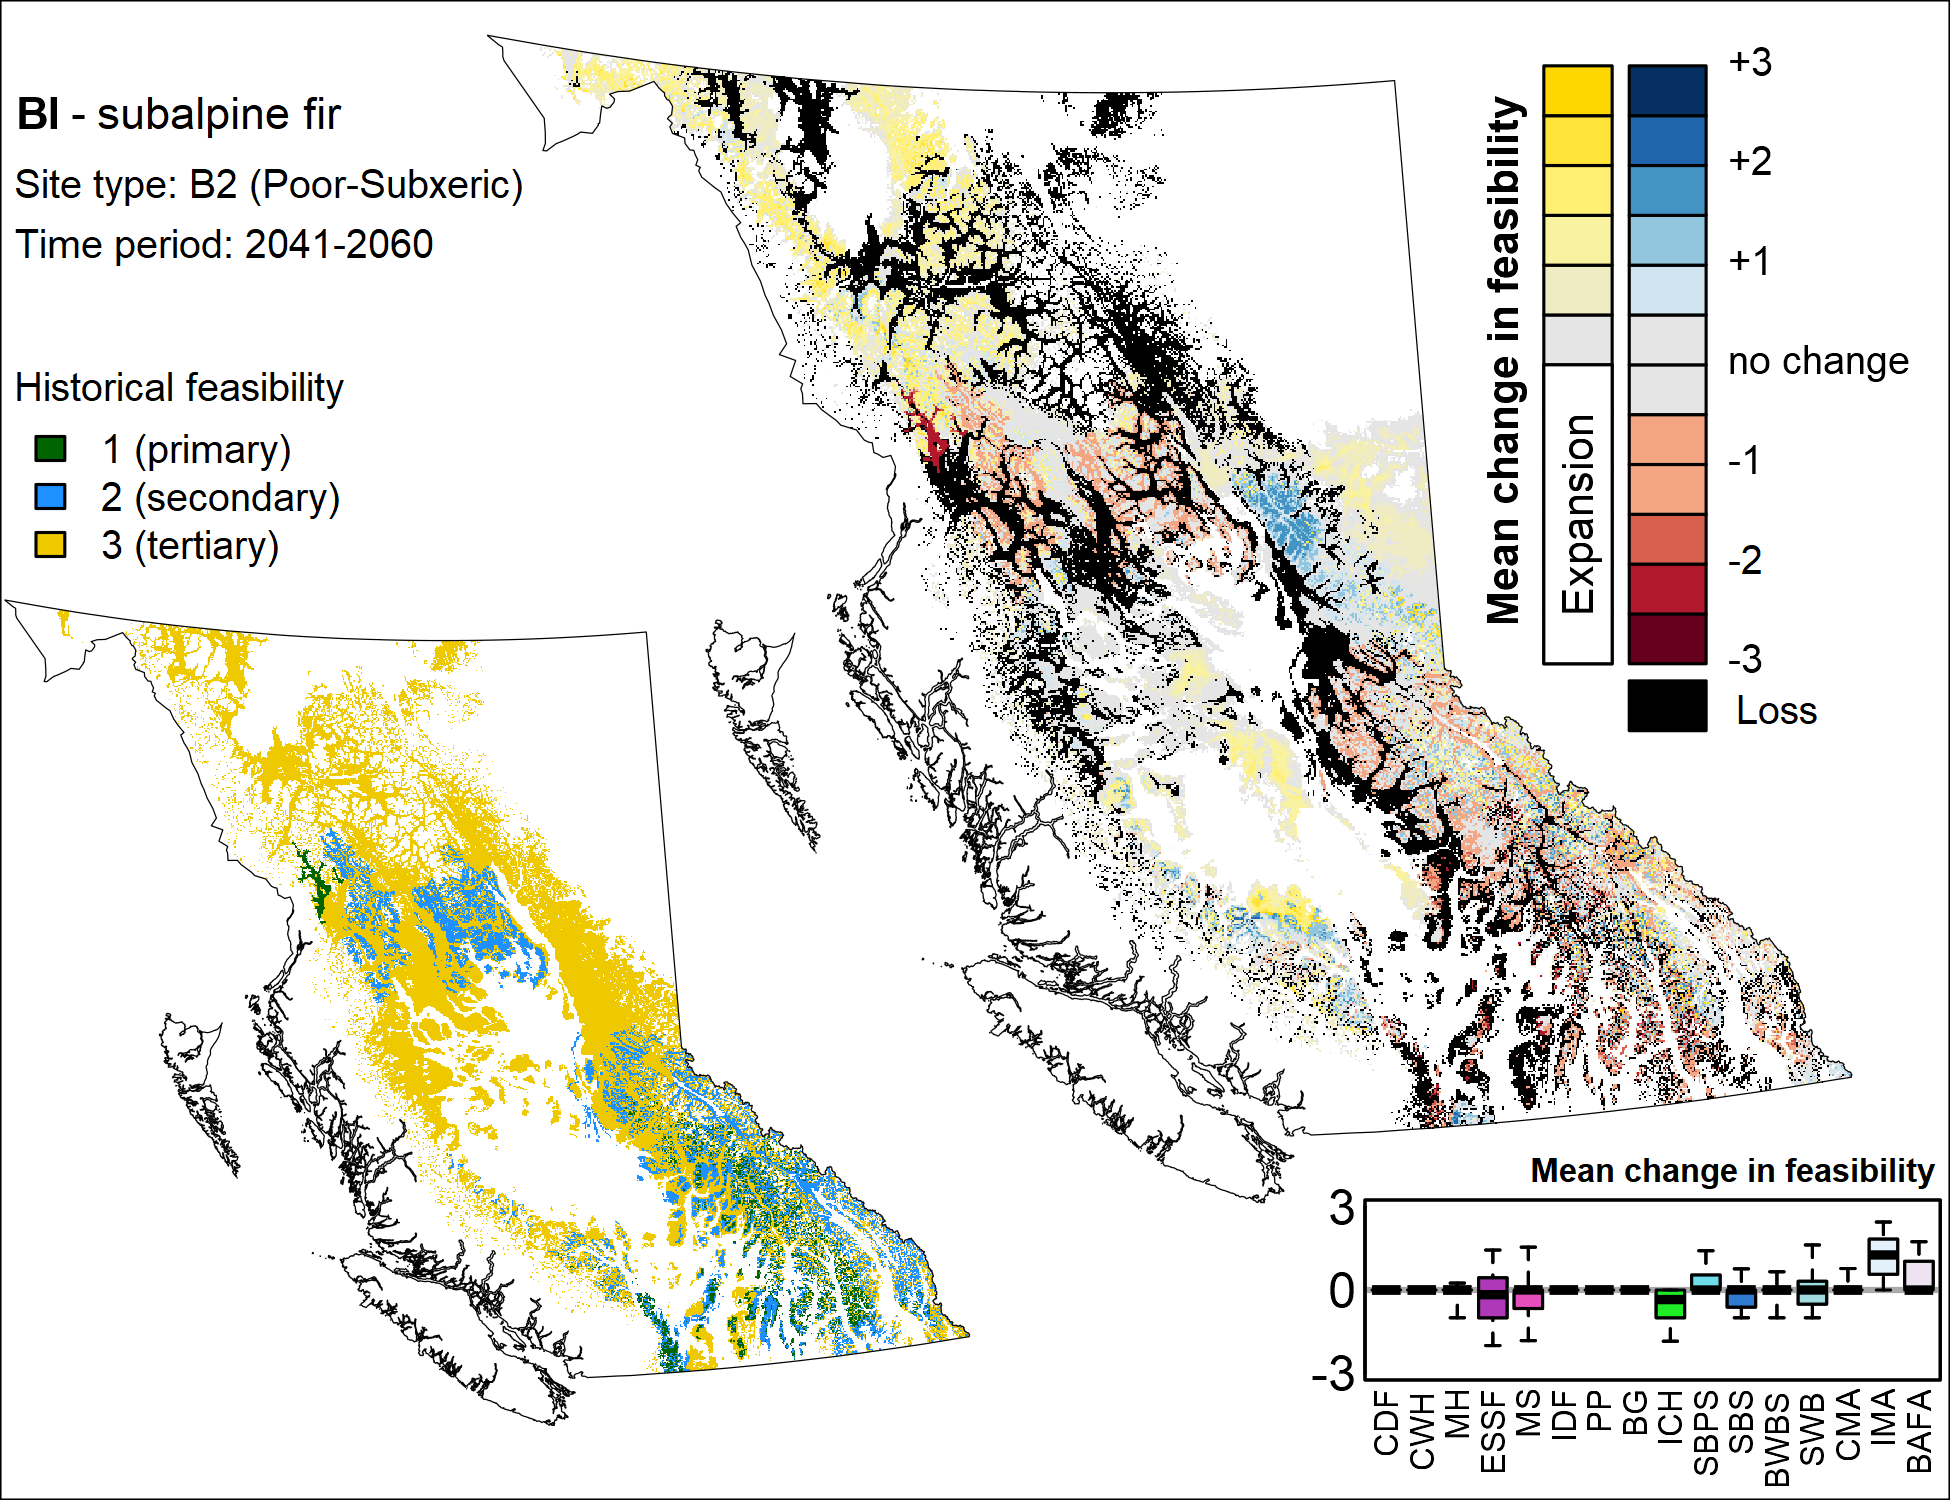 Bl - subalpine fir
Site type: B2 (Poor-Subxeric)
Time period: 2041-2060
Historical feasibility
1 (primary)
2 (secondary)
3 (tertiary)
Mean change in feasibility
Expansion
+3
+2
+1
no change
-1
-2
-3
Loss
Mean change in feasibility
3
0
-3
CDF
CWH
MH
ESSF
MS
IDF
PP
BG
ICH
SBPS
SBS
BWBS
SWB
CMA
IMA
BAFA